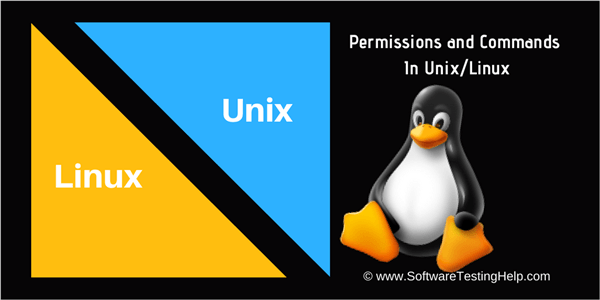 Permissions and Commands
In Unix/Linux
Unix
Linux
© www.SoftwareTestingHelp.com